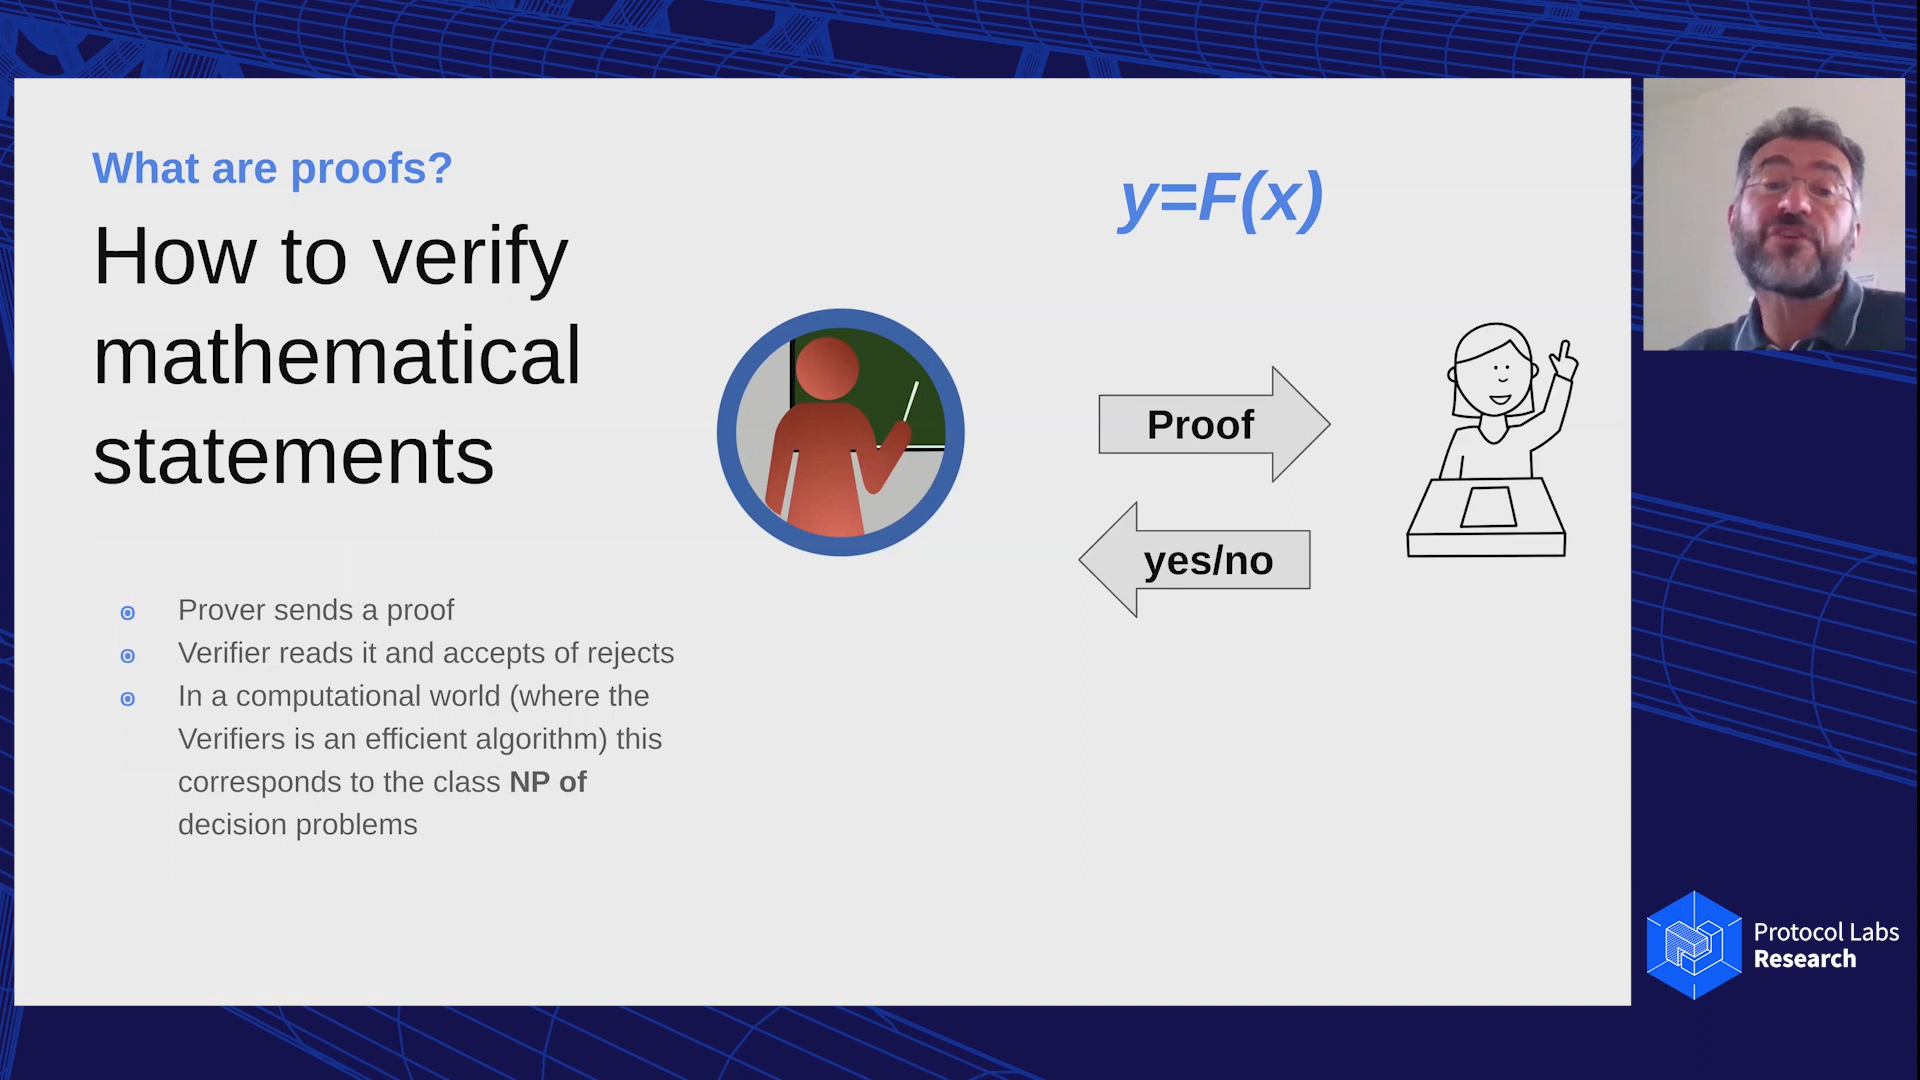 What are proofs?
How to verify
mathematical
statements
y=F(x)
Proof
yes/no
Prover sends a proof
Verifier reads it and accepts of rejects
In a computational world (where the
Verifiers is an efficient algorithm) this
corresponds to the class NP of
decision problems
Protocol Labs
Research